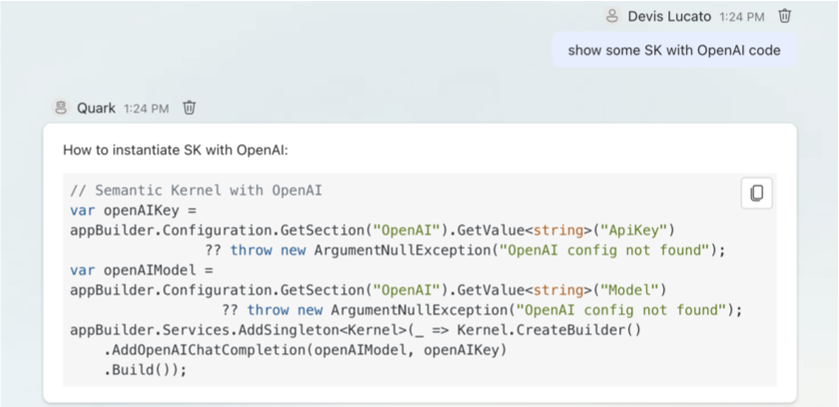 Devis Lucato 1:24 PM
show some SK with OpenAI code
Quark 1:24 PM
How to instantiate SK with OpenAI:
// Semantic Kernel with OpenAI
var openAIKey =
appBuilder.Configuration.GetSection("OpenAI").GetValue<string>("ApiKey")
?? throw new ArgumentNullException("OpenAI config not found");
var openAIModel =
appBuilder.Configuration.GetSection("OpenAI").GetValue<string>("Model")
?? throw new ArgumentNullException("OpenAI config not found");
appBuilder.Services.AddSingleton<Kernel>(_ => Kernel.CreateBuilder()
.AddOpenAIChatCompletion(openAIModel, openAIKey)
.Build());